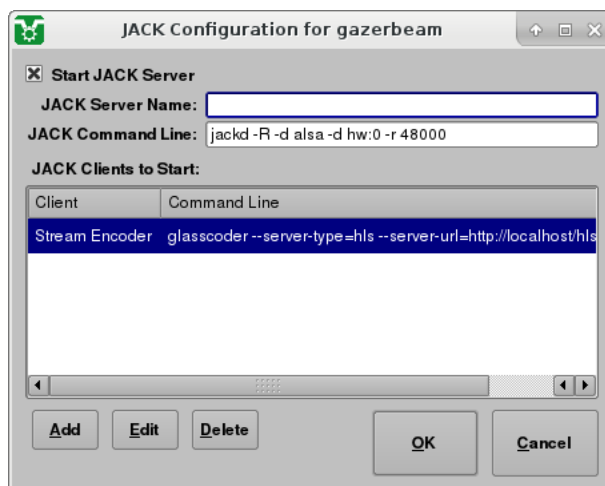 JACK Configuration for gazerbeam
Start JACK Server
JACK Server Name:
JACK Command Line: jackd -R -d alsa -d hw:0 -r 48000
JACK Clients to Start:
Client Command Line
Stream Encoder glasscoder --server-type=hls --server-url=http://localhost/hls
Add Edit Delete OK Cancel